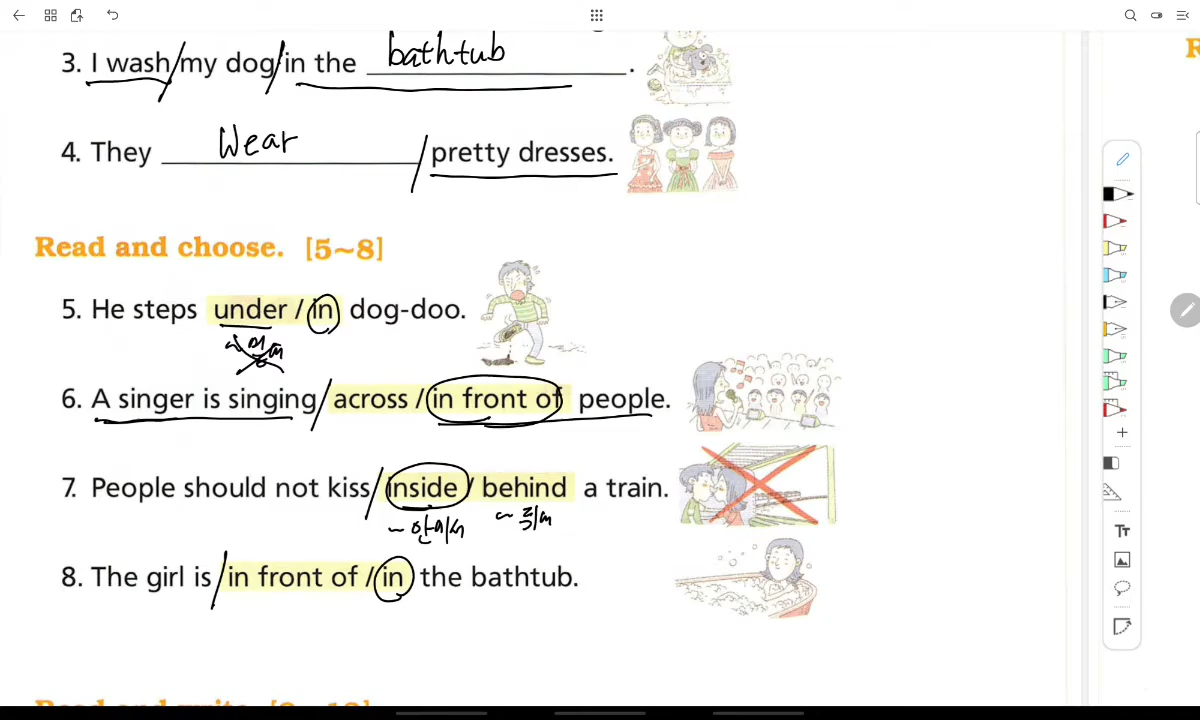 3. I wash/my dog/in the bathtub.
4. They Wear / pretty dresses.
Read and choose. [5~8]
5. He steps under / in dog-doo.
6. A singer is singing/ across / in front of people.
7. People should not kiss/ inside / behind a train.
~안에서 ~뒤에
8. The girl is/ in front of / in the bathtub.
Tт